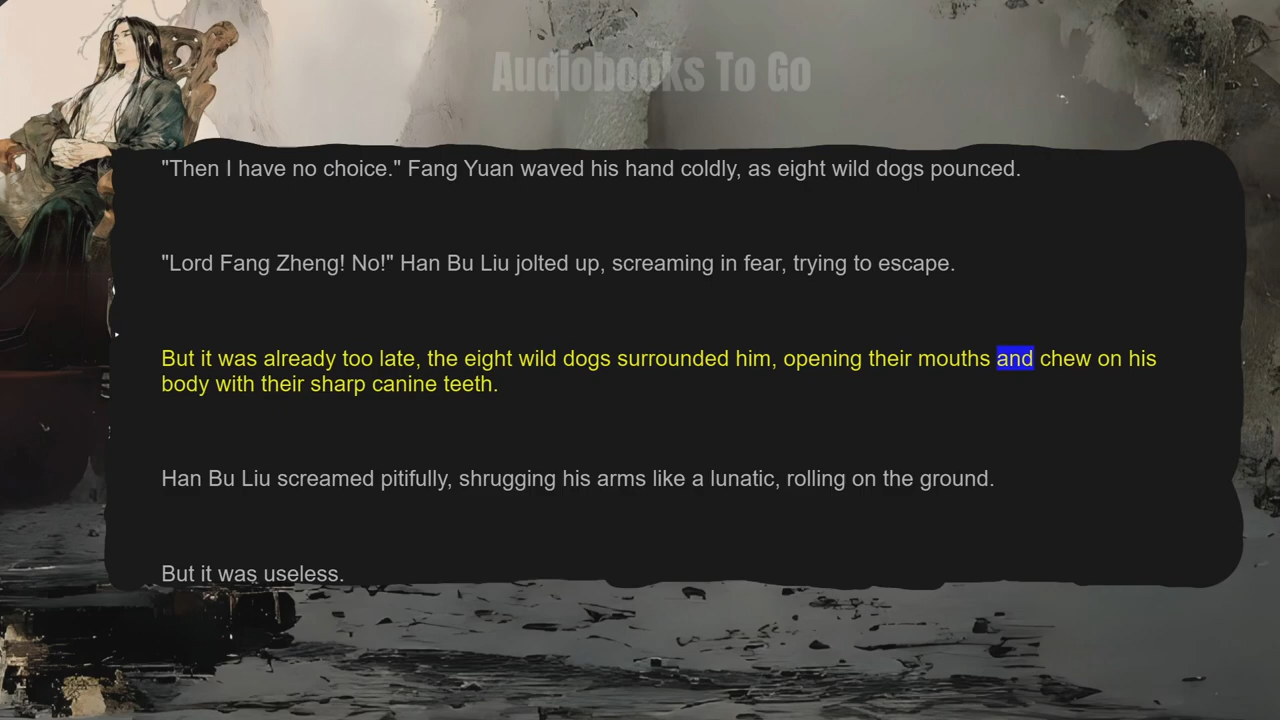 Audiobooks To Go
"Then I have no choice." Fang Yuan waved his hand coldly, as eight wild dogs pounced.
"Lord Fang Zheng! No!" Han Bu Liu jolted up, screaming in fear, trying to escape.
But it was already too late, the eight wild dogs surrounded him, opening their mouths and chew on his
body with their sharp canine teeth.
Han Bu Liu screamed pitifully, shrugging his arms like a lunatic, rolling on the ground.
But it was useless.